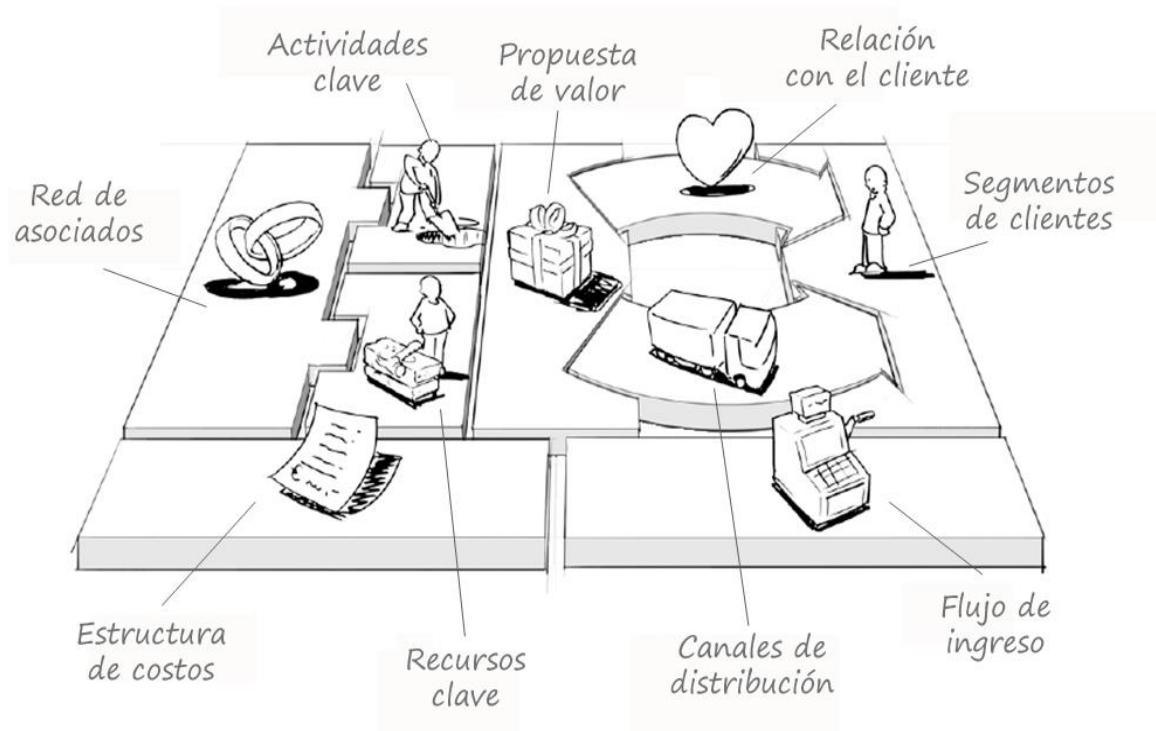 Actividades
clave
Propuesta
de valor
Relación
con el cliente
Red de
asociados
Segmentos
de clientes
Estructura
de costos
Recursos
clave
Canales de
distribución
Flujo de
ingreso